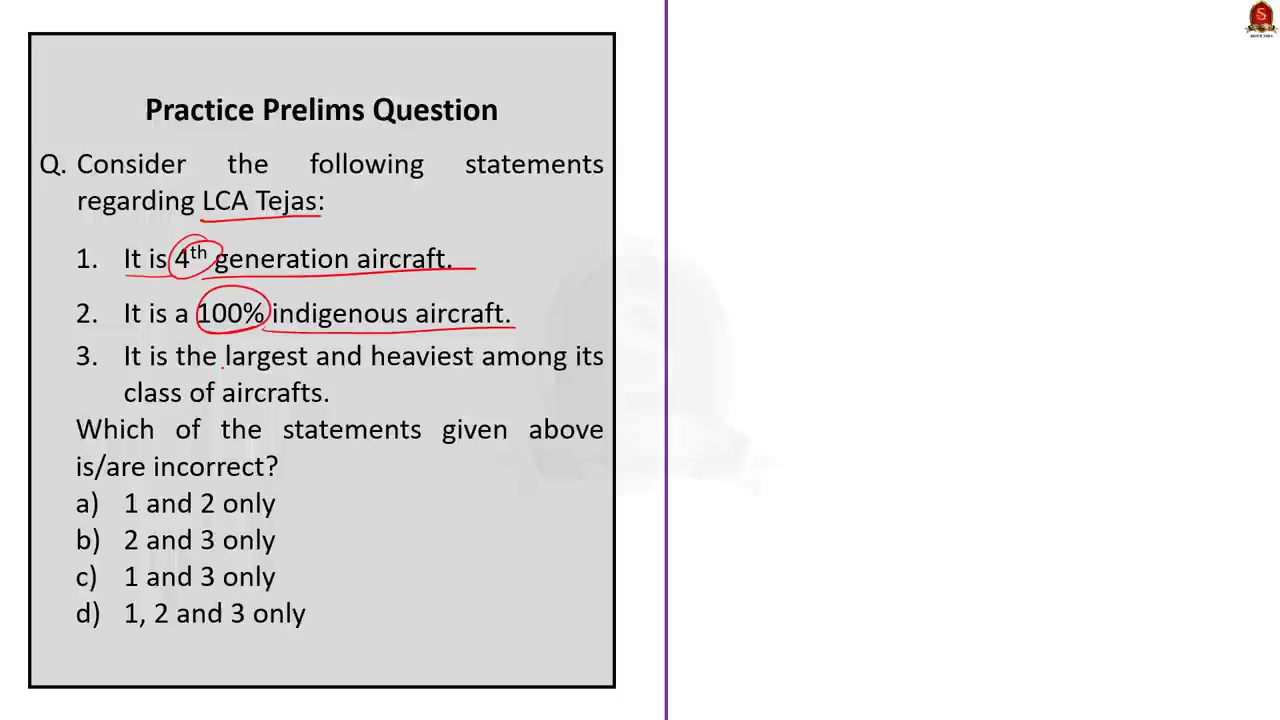 Practice Prelims Question
Q. Consider the following statements
regarding LCA Tejas:
1. It is 4th generation aircraft.
2. It is a 100% indigenous aircraft.
3. It is the largest and heaviest among its
class of aircrafts.
Which of the statements given above
is/are incorrect?
a) 1 and 2 only
b) 2 and 3 only
c) 1 and 3 only
d) 1, 2 and 3 only